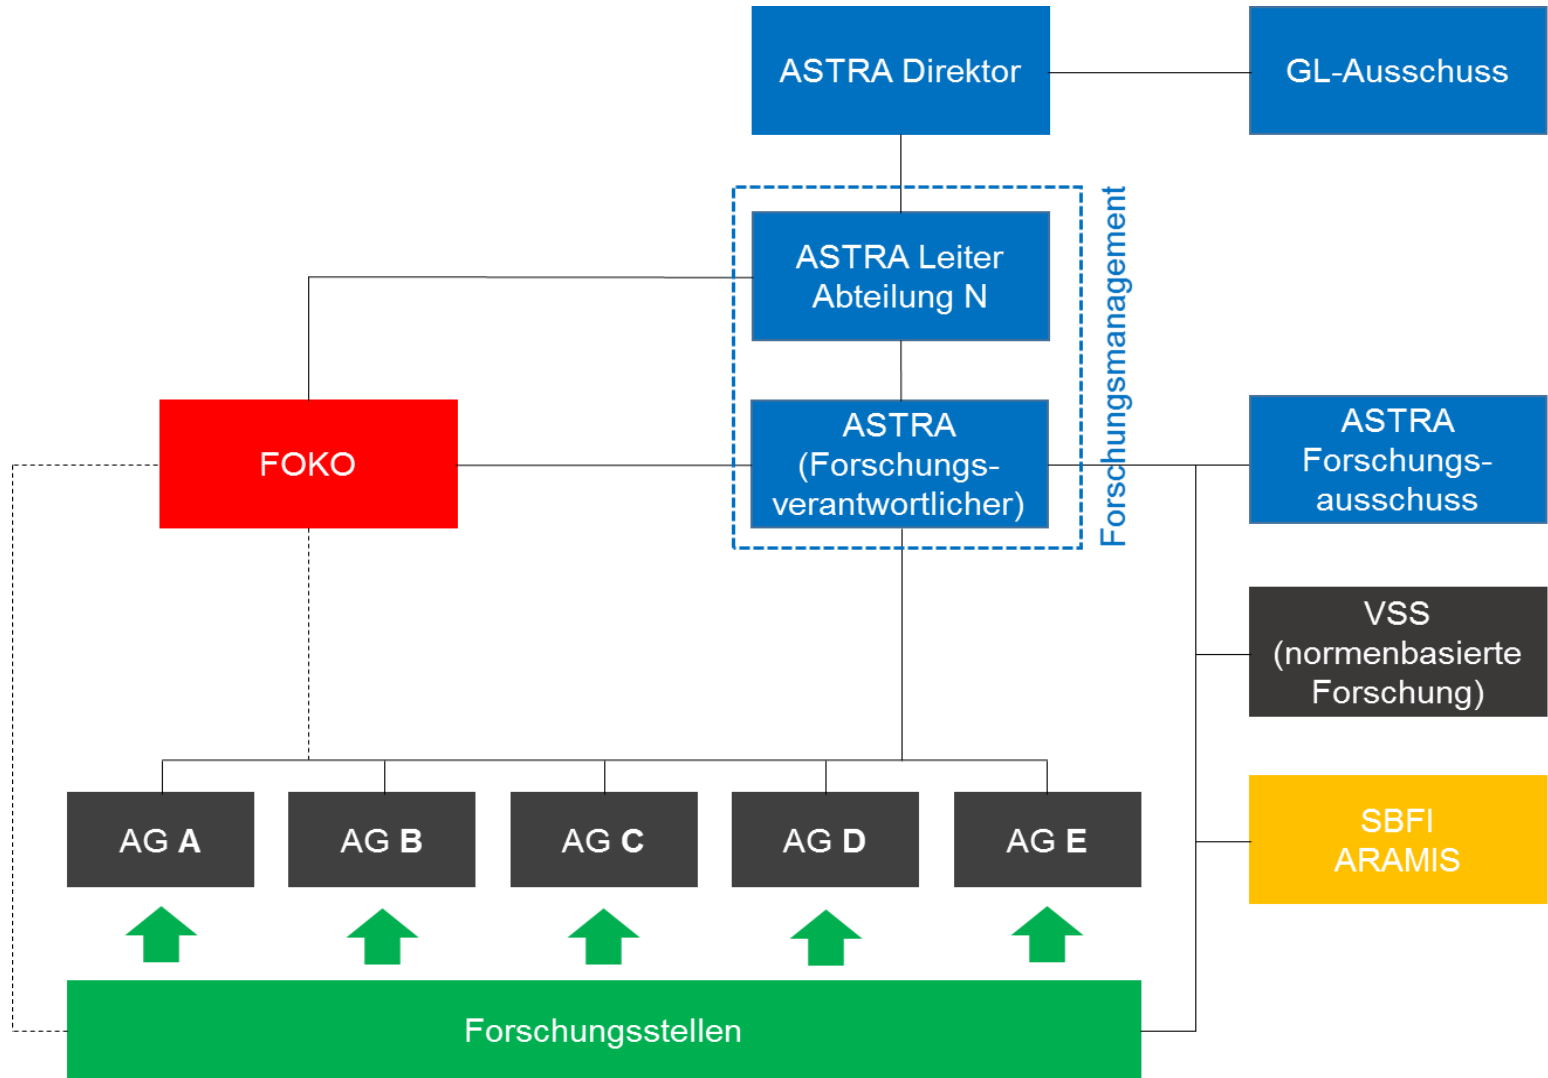 ASTRA Direktor
GL-Ausschuss
ASTRA Leiter
Abteilung N
Forschungsmanagement
FOKO
ASTRA
(Forschungs-
verantwortlicher)
ASTRA
Forschungs-
ausschuss
VSS
(normenbasierte
Forschung)
SBFI
ARAMIS
AG A
AG B
AG C
AG D
AG E
Forschungsstellen